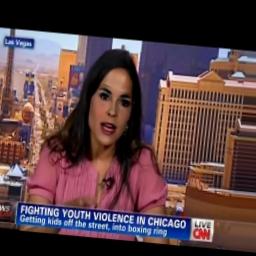 Las Vegas
FIGHTING YOUTH VIOLENCE IN CHICAGO
Getting kids off the street, into boxing ring
LIVE
CNN